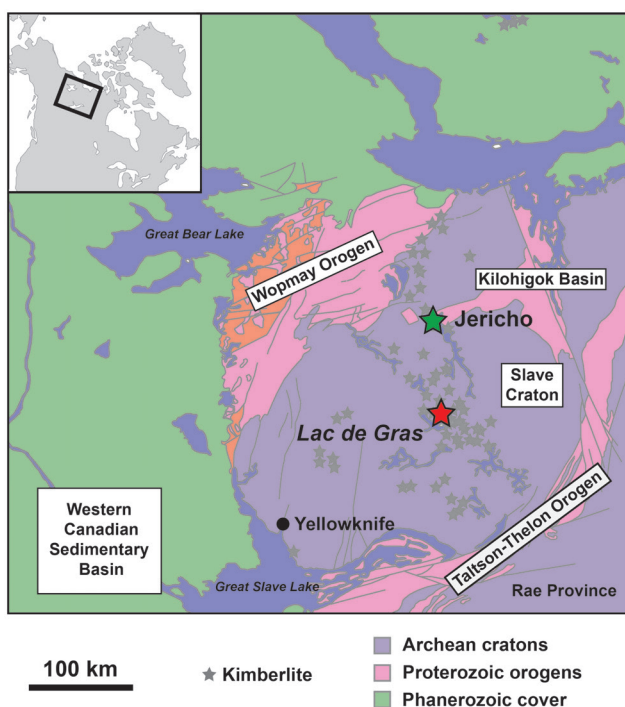 Great Bear Lake
Wopmay Orogen
Kilohigok Basin
Jericho
Slave
Craton
Lac de Gras
Western
Canadian
Sedimentary
Basin
Yellowknife
Taltson-Thelon Orogen
Great Slave Lake
Rae Province
100 km
Kimberlite
Archean cratons
Proterozoic orogens
Phanerozoic cover